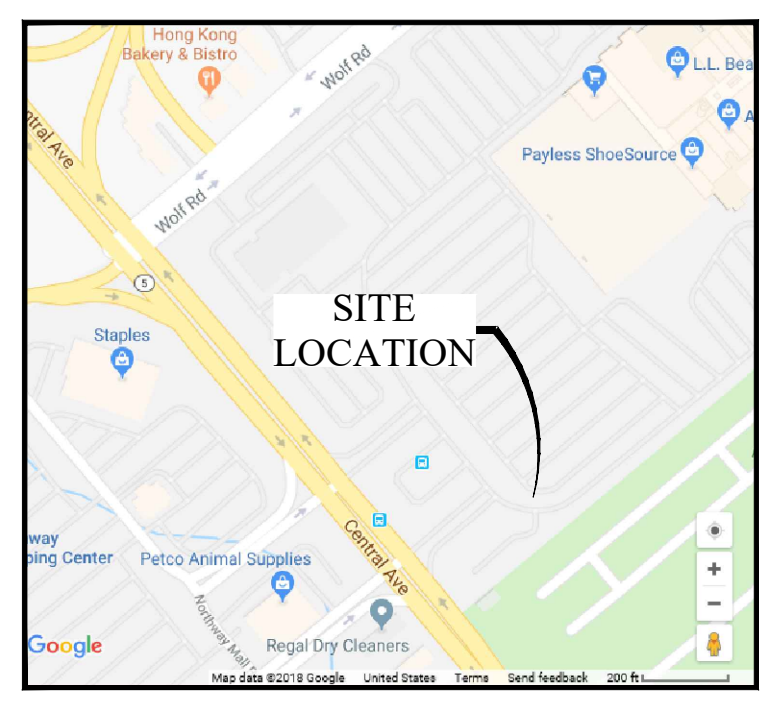 Hong Kong
Bakery & Bistro
Wolf Rd
L.L. Bea
A
Payless ShoeSource
ntral Ave
Wolf Rd
5
SITE
LOCATION
Staples
way
ping Center
Petco Animal Supplies
Central Ave
Northway Mall
Regal Dry Cleaners
Google
Map data ©2018 Google
United States
Terms
Send feedback
200 ft